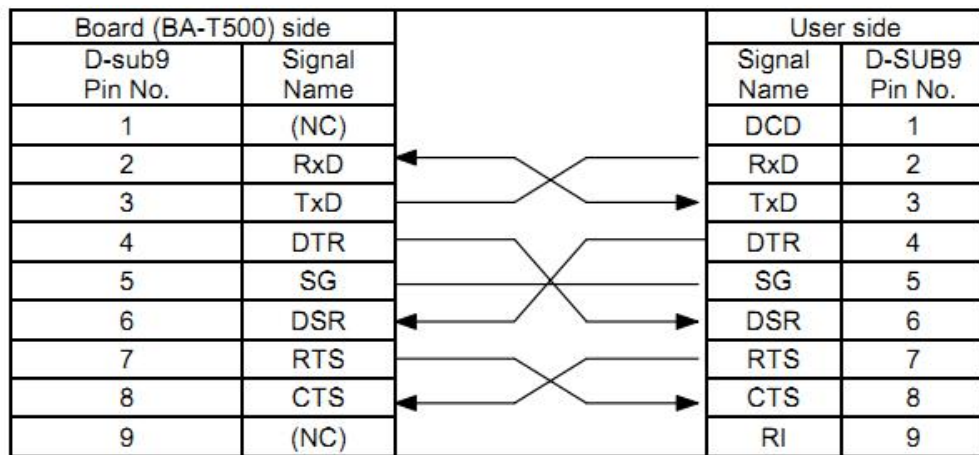 Board (BA-T500) side User side
D-sub9 Signal Signal D-SUB9
Pin No. Name Name Pin No.
1 (NC) DCD 1
2 RxD RxD 2
3 TxD TxD 3
4 DTR DTR 4
5 SG SG 5
6 DSR DSR 6
7 RTS RTS 7
8 CTS CTS 8
9 (NC) RI 9